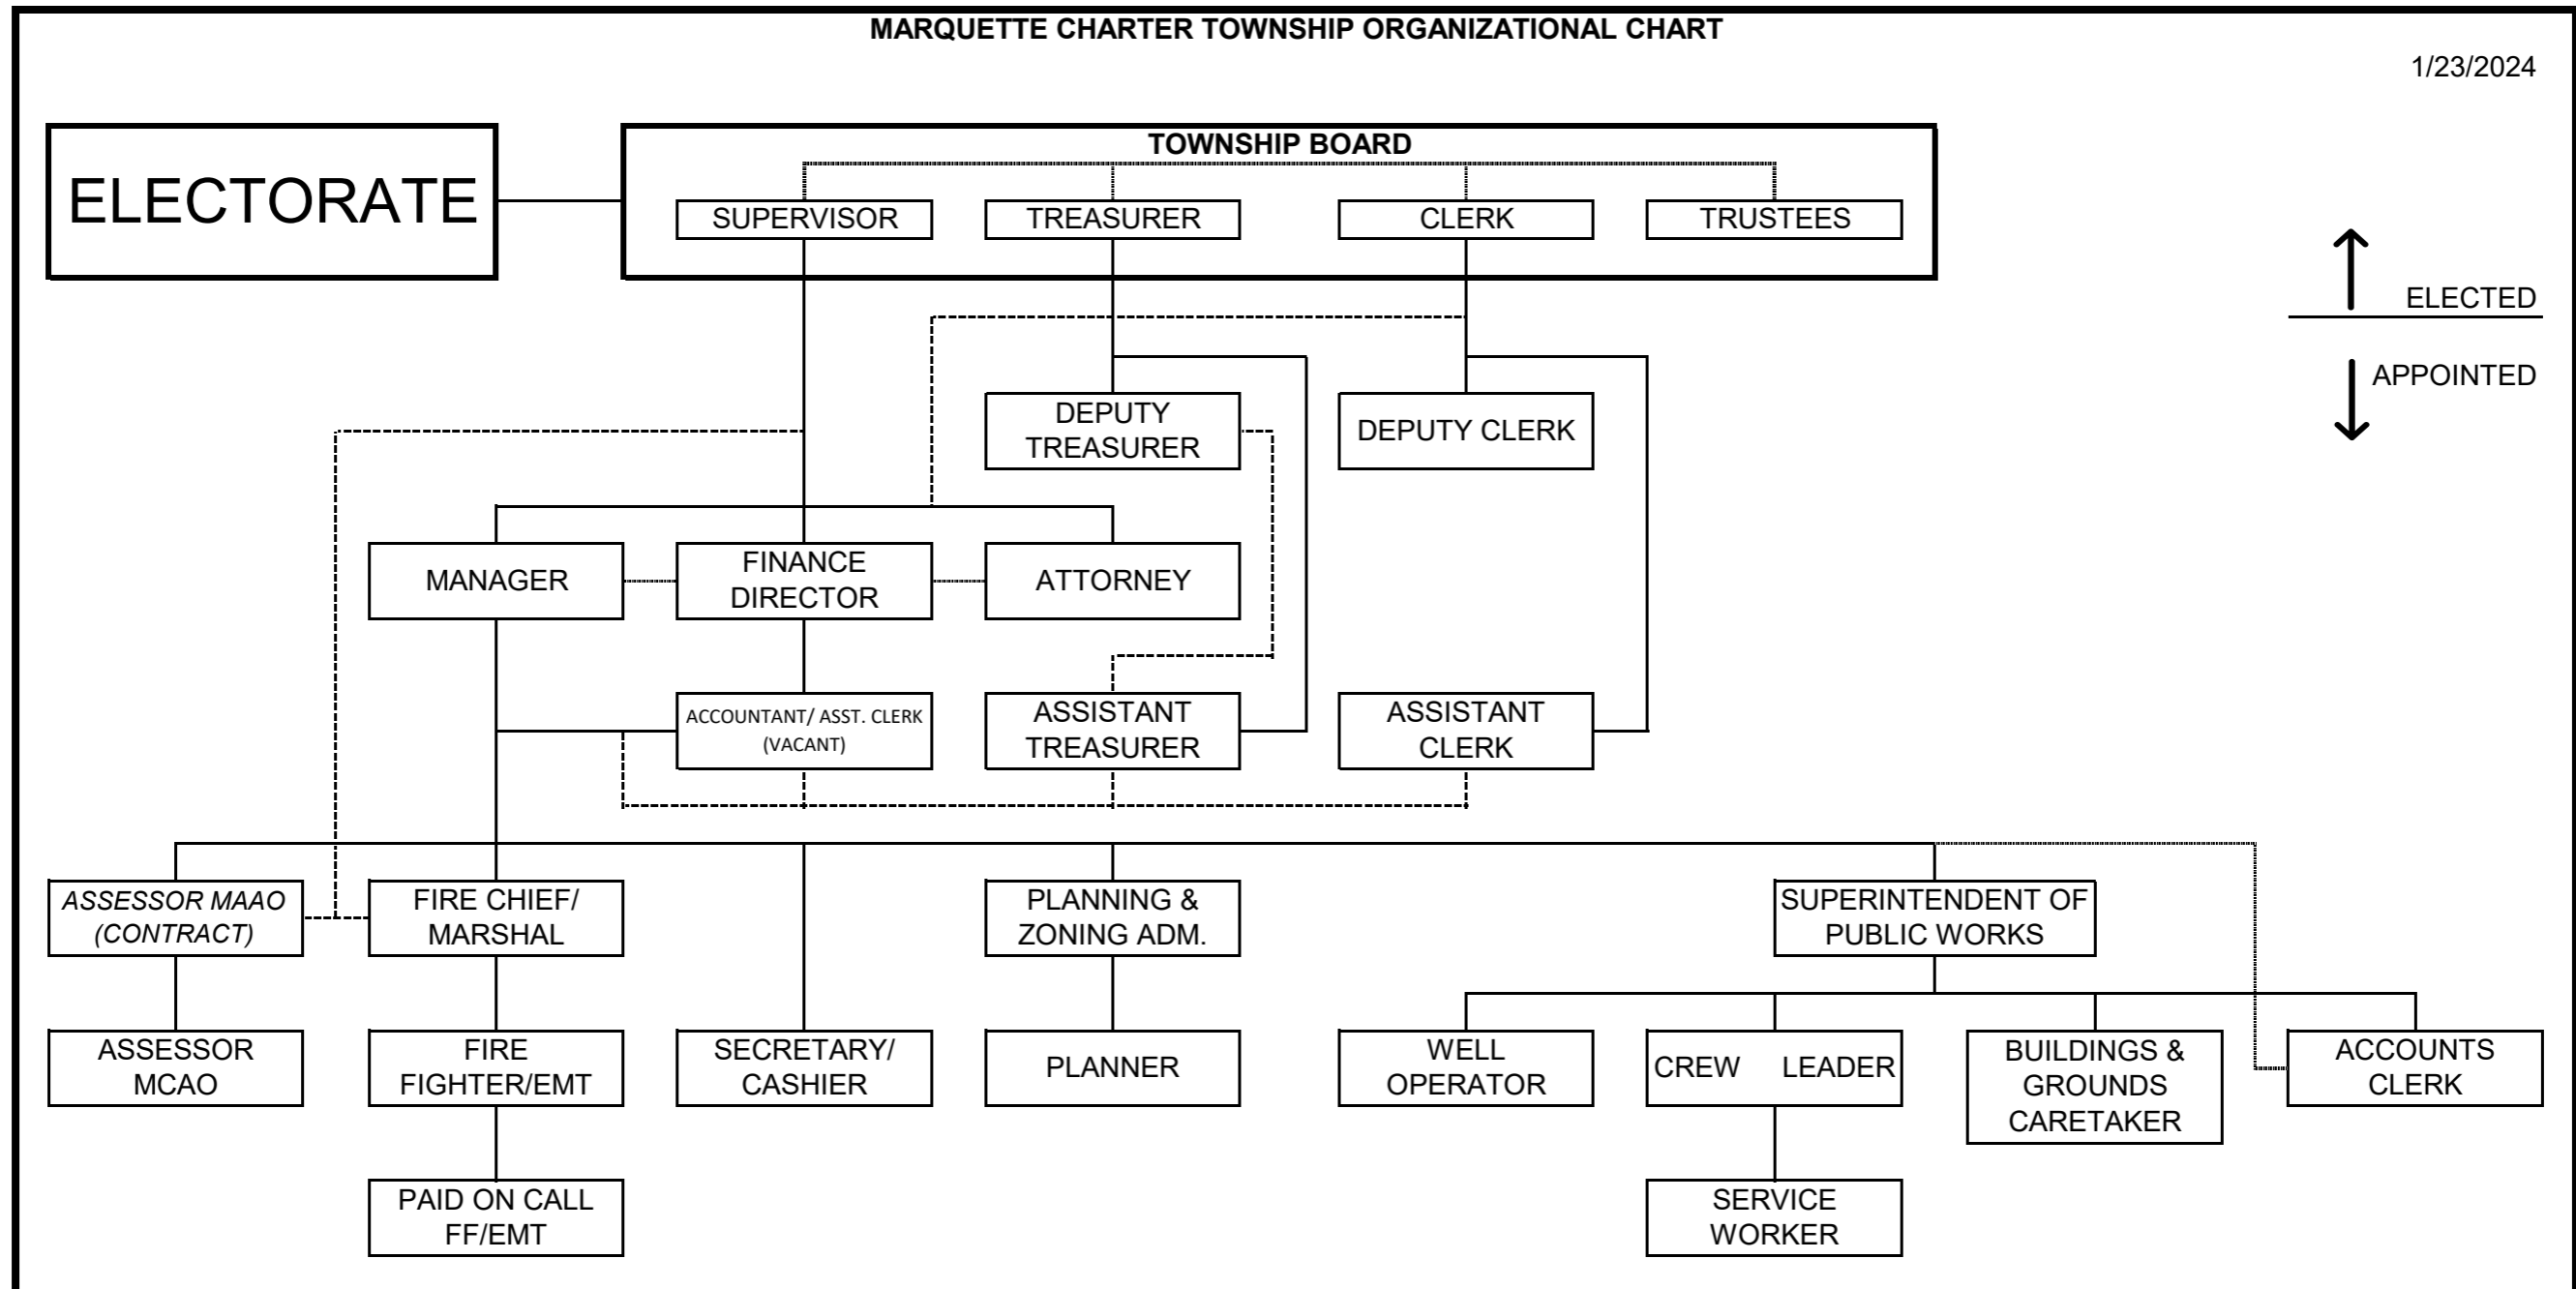 MARQUETTE CHARTER TOWNSHIP ORGANIZATIONAL CHART
1/23/2024
ELECTORATE
TOWNSHIP BOARD
SUPERVISOR
TREASURER
CLERK
TRUSTEES
ELECTED
APPOINTED
DEPUTY
TREASURER
DEPUTY CLERK
MANAGER
FINANCE
DIRECTOR
ATTORNEY
ACCOUNTANT/ ASST. CLERK
(VACANT)
ASSISTANT
TREASURER
ASSISTANT
CLERK
ASSESSOR MAAO
(CONTRACT)
FIRE CHIEF/
MARSHAL
PLANNING &
ZONING ADM.
SUPERINTENDENT OF
PUBLIC WORKS
ASSESSOR
MCAO
FIRE
FIGHTER/EMT
SECRETARY/
CASHIER
PLANNER
WELL
OPERATOR
CREW LEADER
BUILDINGS &
GROUNDS
CARETAKER
ACCOUNTS
CLERK
PAID ON CALL
FF/EMT
SERVICE
WORKER